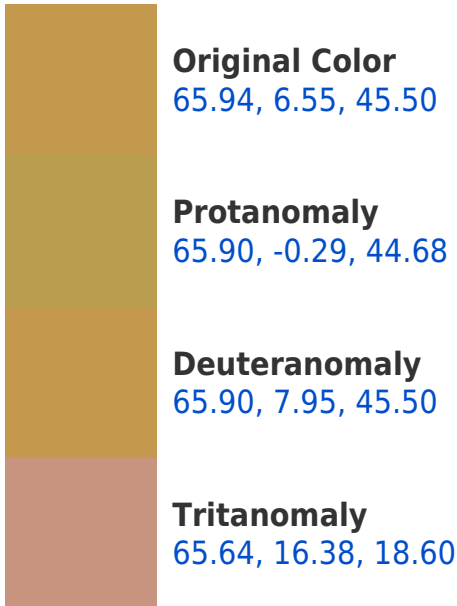 Original Color
65.94, 6.55, 45.50
Protanomaly
65.90, -0.29, 44.68
Deuteranomaly
65.90, 7.95, 45.50
Tritanomaly
65.64, 16.38, 18.60